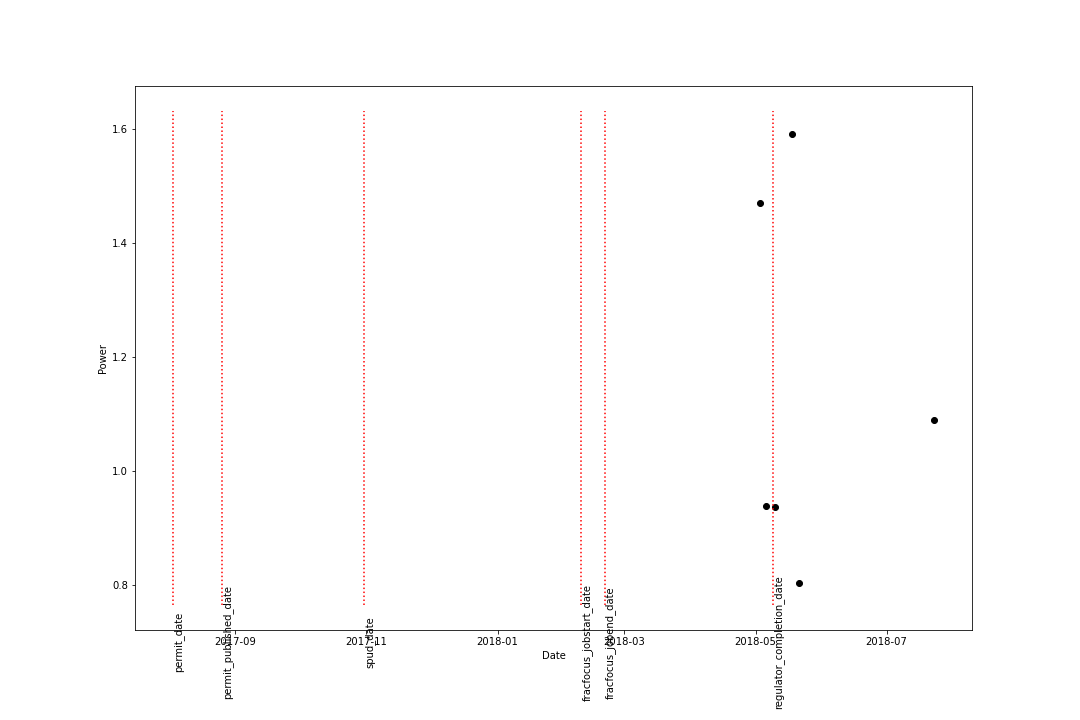 1.6
1.4
1.2
1.0
0.8
Power
2017-09
2017-11
2018-01
2018-03
2018-05
2018-07
Date
permit_date
permit_published_date
spud_date
fracfocus_jobstart_date
fracfocus_jobend_date
regulator_completion_date